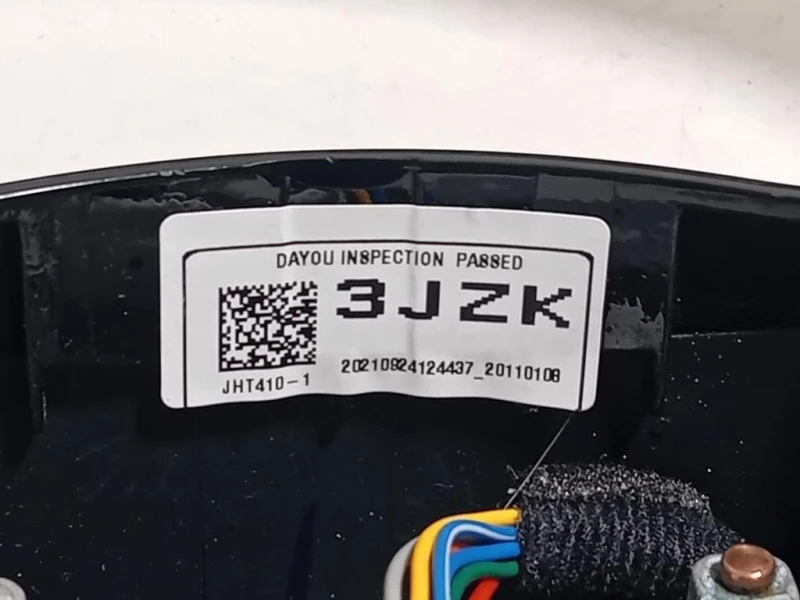 DAYOU INSPECTION PASSED
3JZK
JHT410-1
20210924124437_20110108